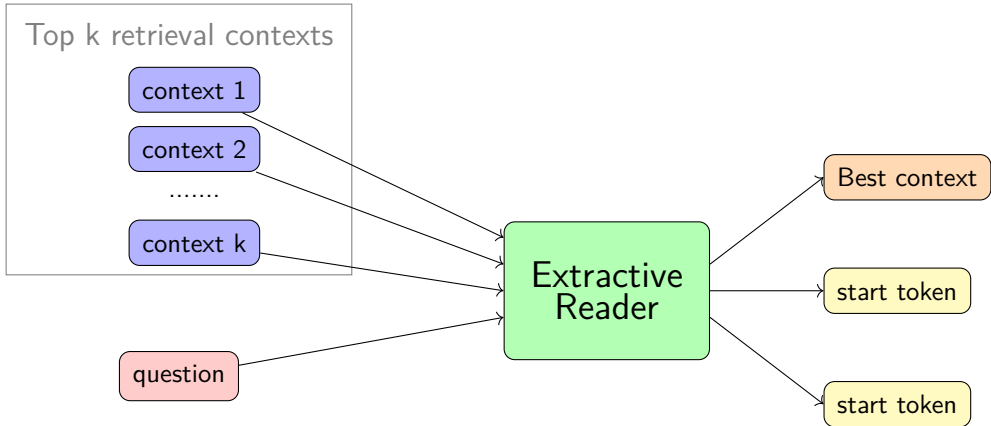 Top k retrieval contexts
context 1
context 2
.......
context k
question
Extractive
Reader
Best context
start token
start token